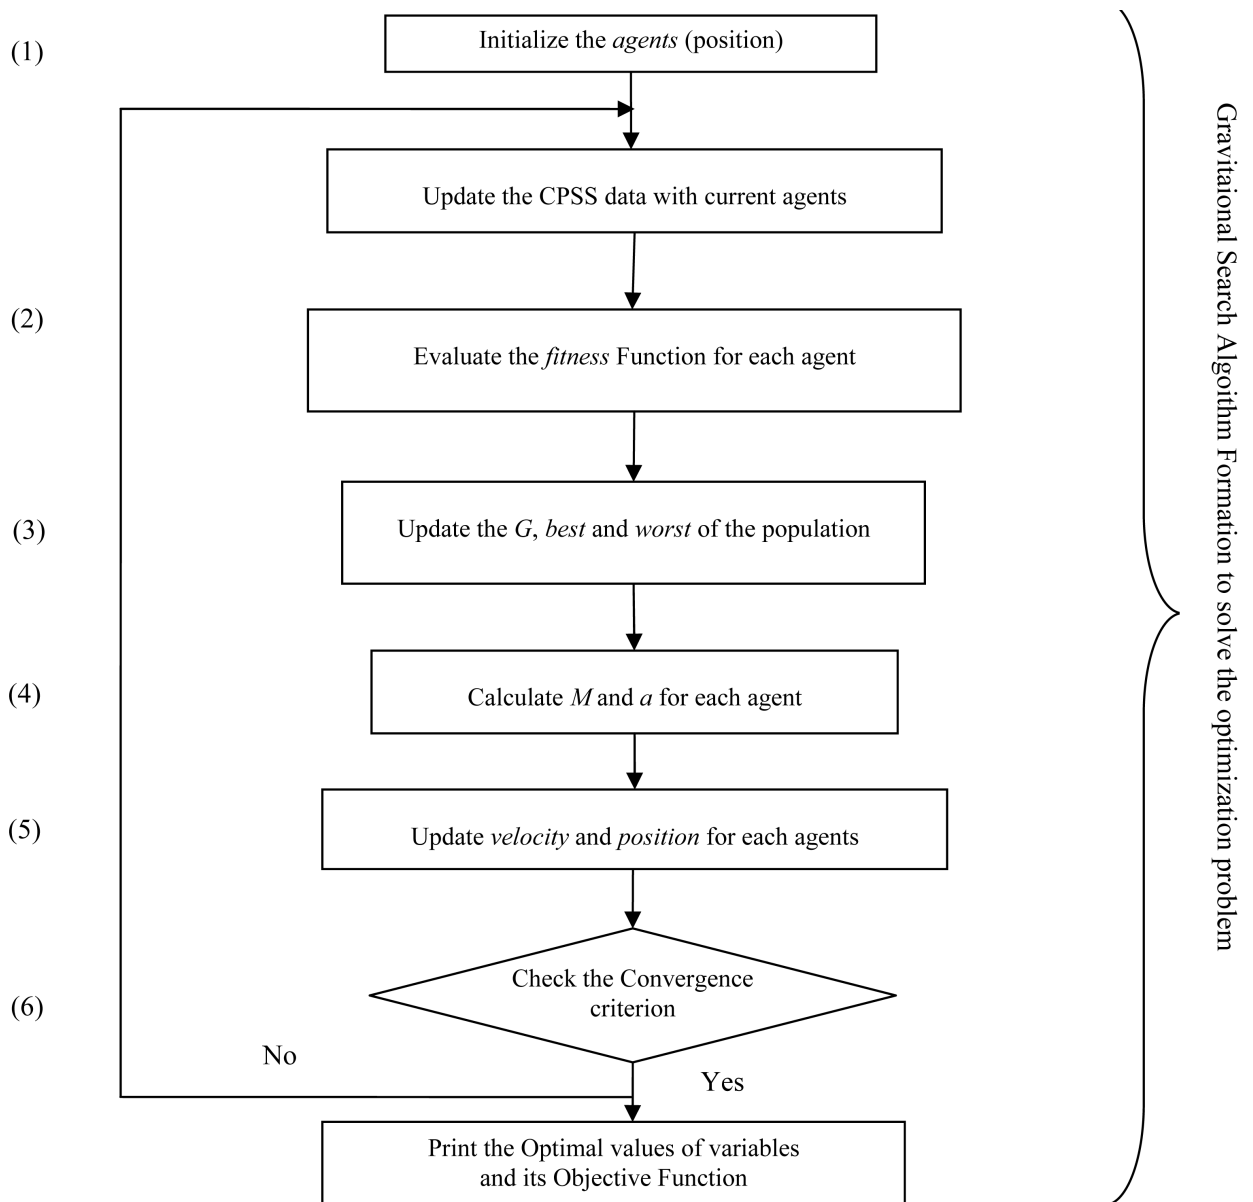 (1)
Initialize the agents (position)
Update the CPSS data with current agents
(2)
Evaluate the fitness Function for each agent
(3)
Update the G, best and worst of the population
(4)
Calculate M and a for each agent
(5)
Update velocity and position for each agents
(6)
Check the Convergence
criterion
No
Yes
Print the Optimal values of variables
and its Objective Function
Gravitaional Search Algoithm Formation to solve the optimization problem